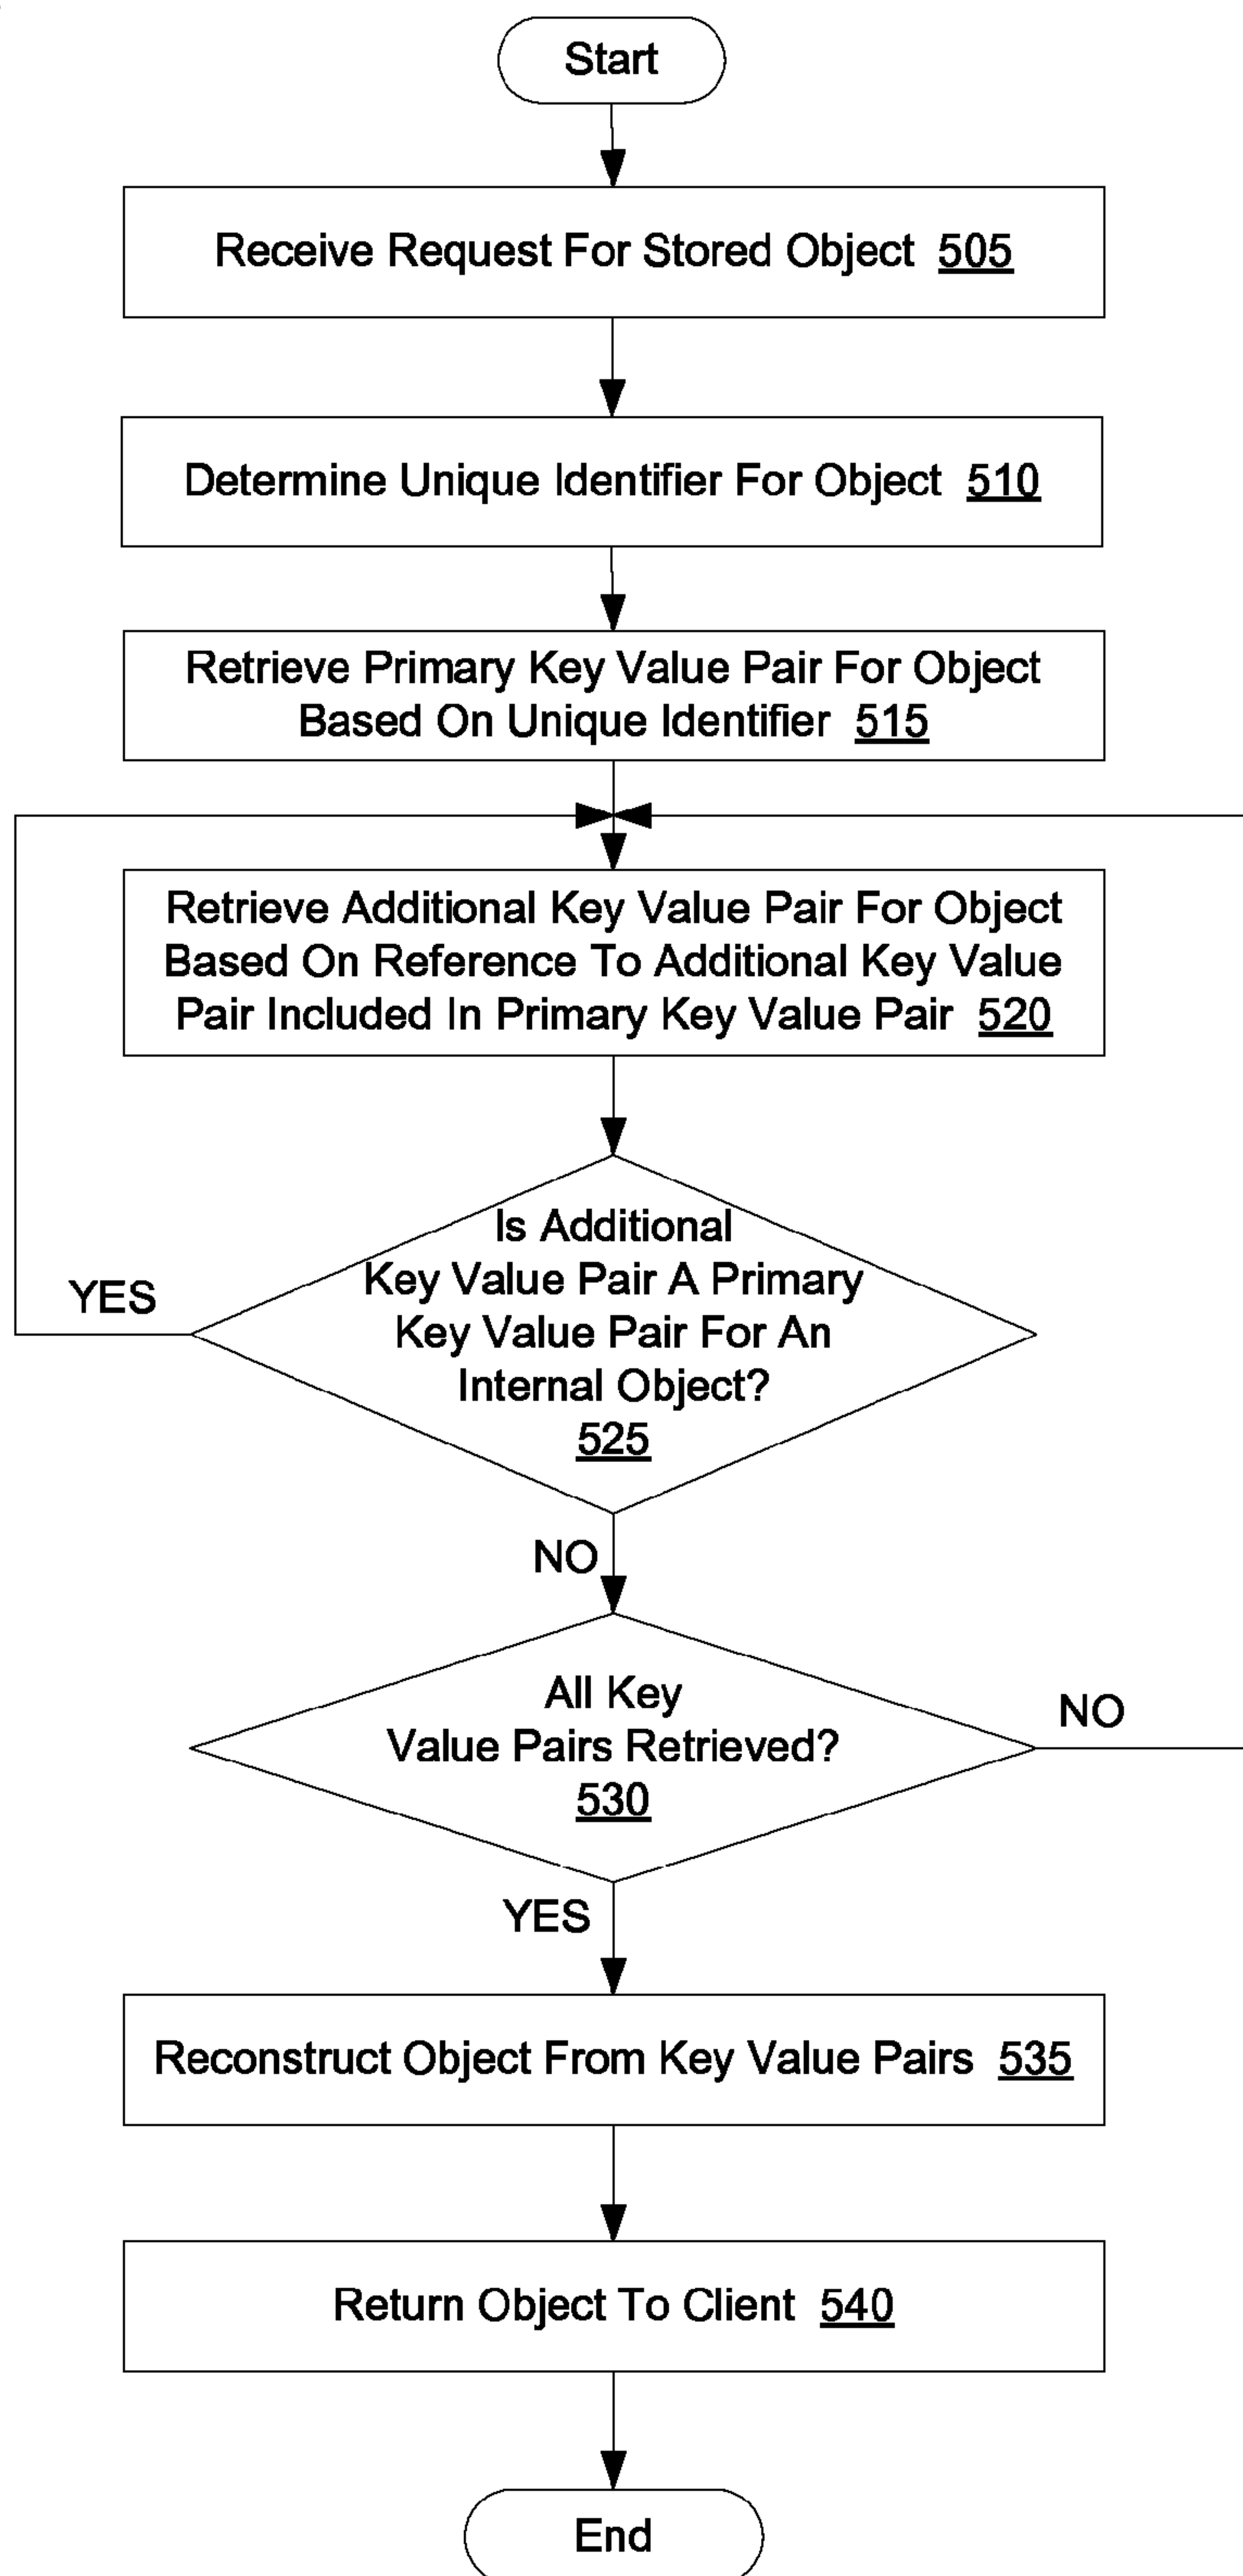 Start
Receive Request For Stored Object 505
Determine Unique Identifier For Object 510
Retrieve Primary Key Value Pair For Object
Based On Unique Identifier 515
Retrieve Additional Key Value Pair For Object
Based On Reference To Additional Key Value
Pair Included In Primary Key Value Pair 520
Is Additional
Key Value Pair A Primary
Key Value Pair For An
Internal Object?
525
YES
NO
All Key
Value Pairs Retrieved?
530
NO
YES
Reconstruct Object From Key Value Pairs 535
Return Object To Client 540
End